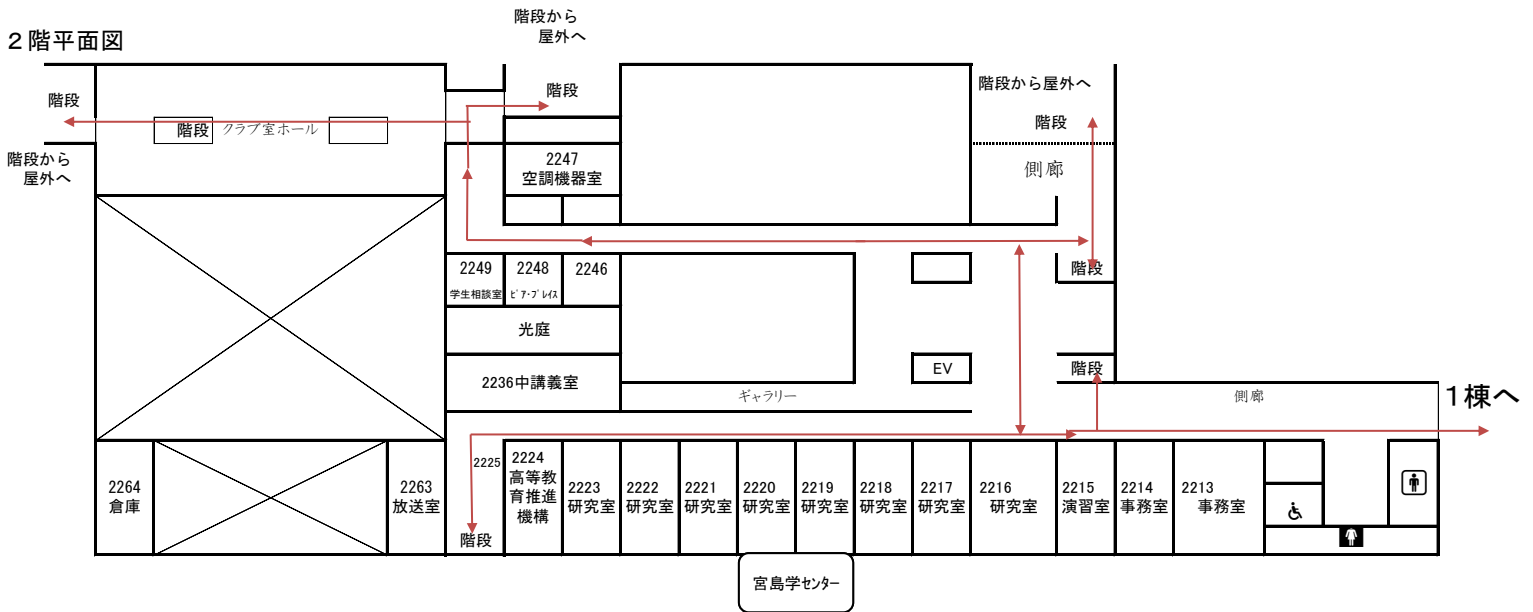 ２階平面図
階段から
屋外へ
階段
階段
クラブ室ホール
階段
階段から屋外へ
階段
階段から
屋外へ
2247
空調機器室
側廊
2249
学生相談室
2248
ピア・プレイス
2246
階段
光庭
2236中講義室
EV
階段
ギャラリー
側廊
1棟へ
2264
倉庫
2263
放送室
2225
階段
2224
高等教
育推進
機構
2223
研究室
2222
研究室
2221
研究室
2220
研究室
2219
研究室
2218
研究室
2217
研究室
2216
研究室
2215
演習室
2214
事務室
2213
事務室
宮島学センター